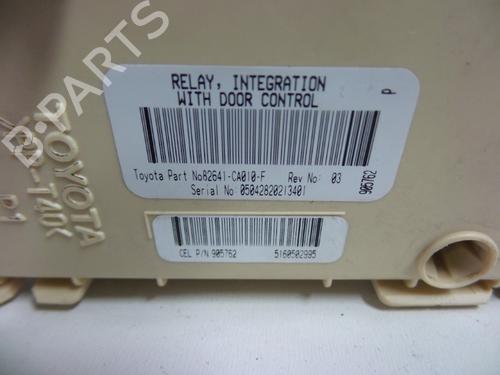 RELAY, INTEGRATION
WITH DOOR CONTROL
P
Toyota Part No82641-CA010-F Rev No: 03
Serial No: 05042820213401
905762
CEL P/N 905762 5160502995
TOYOTA
B-PARTS